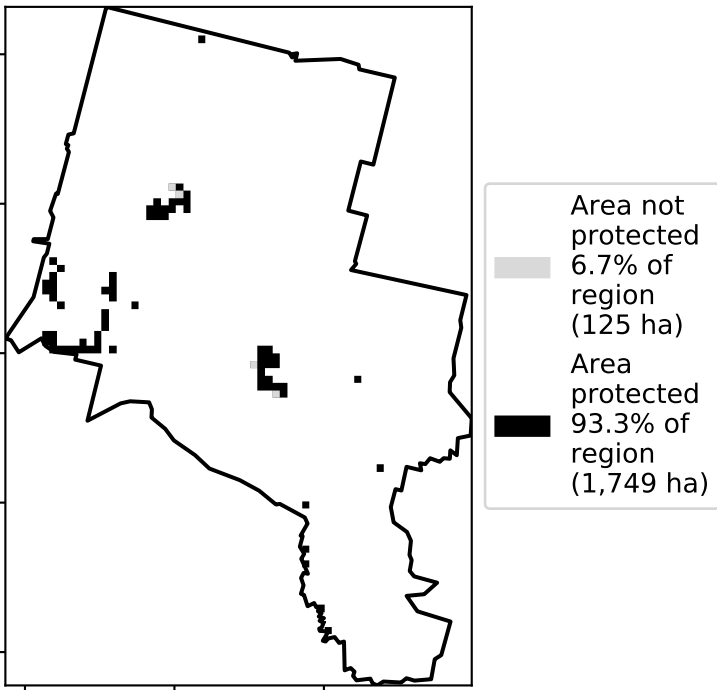 Area not
protected
6.7% of
region
(125 ha)
Area
protected
93.3% of
region
(1,749 ha)